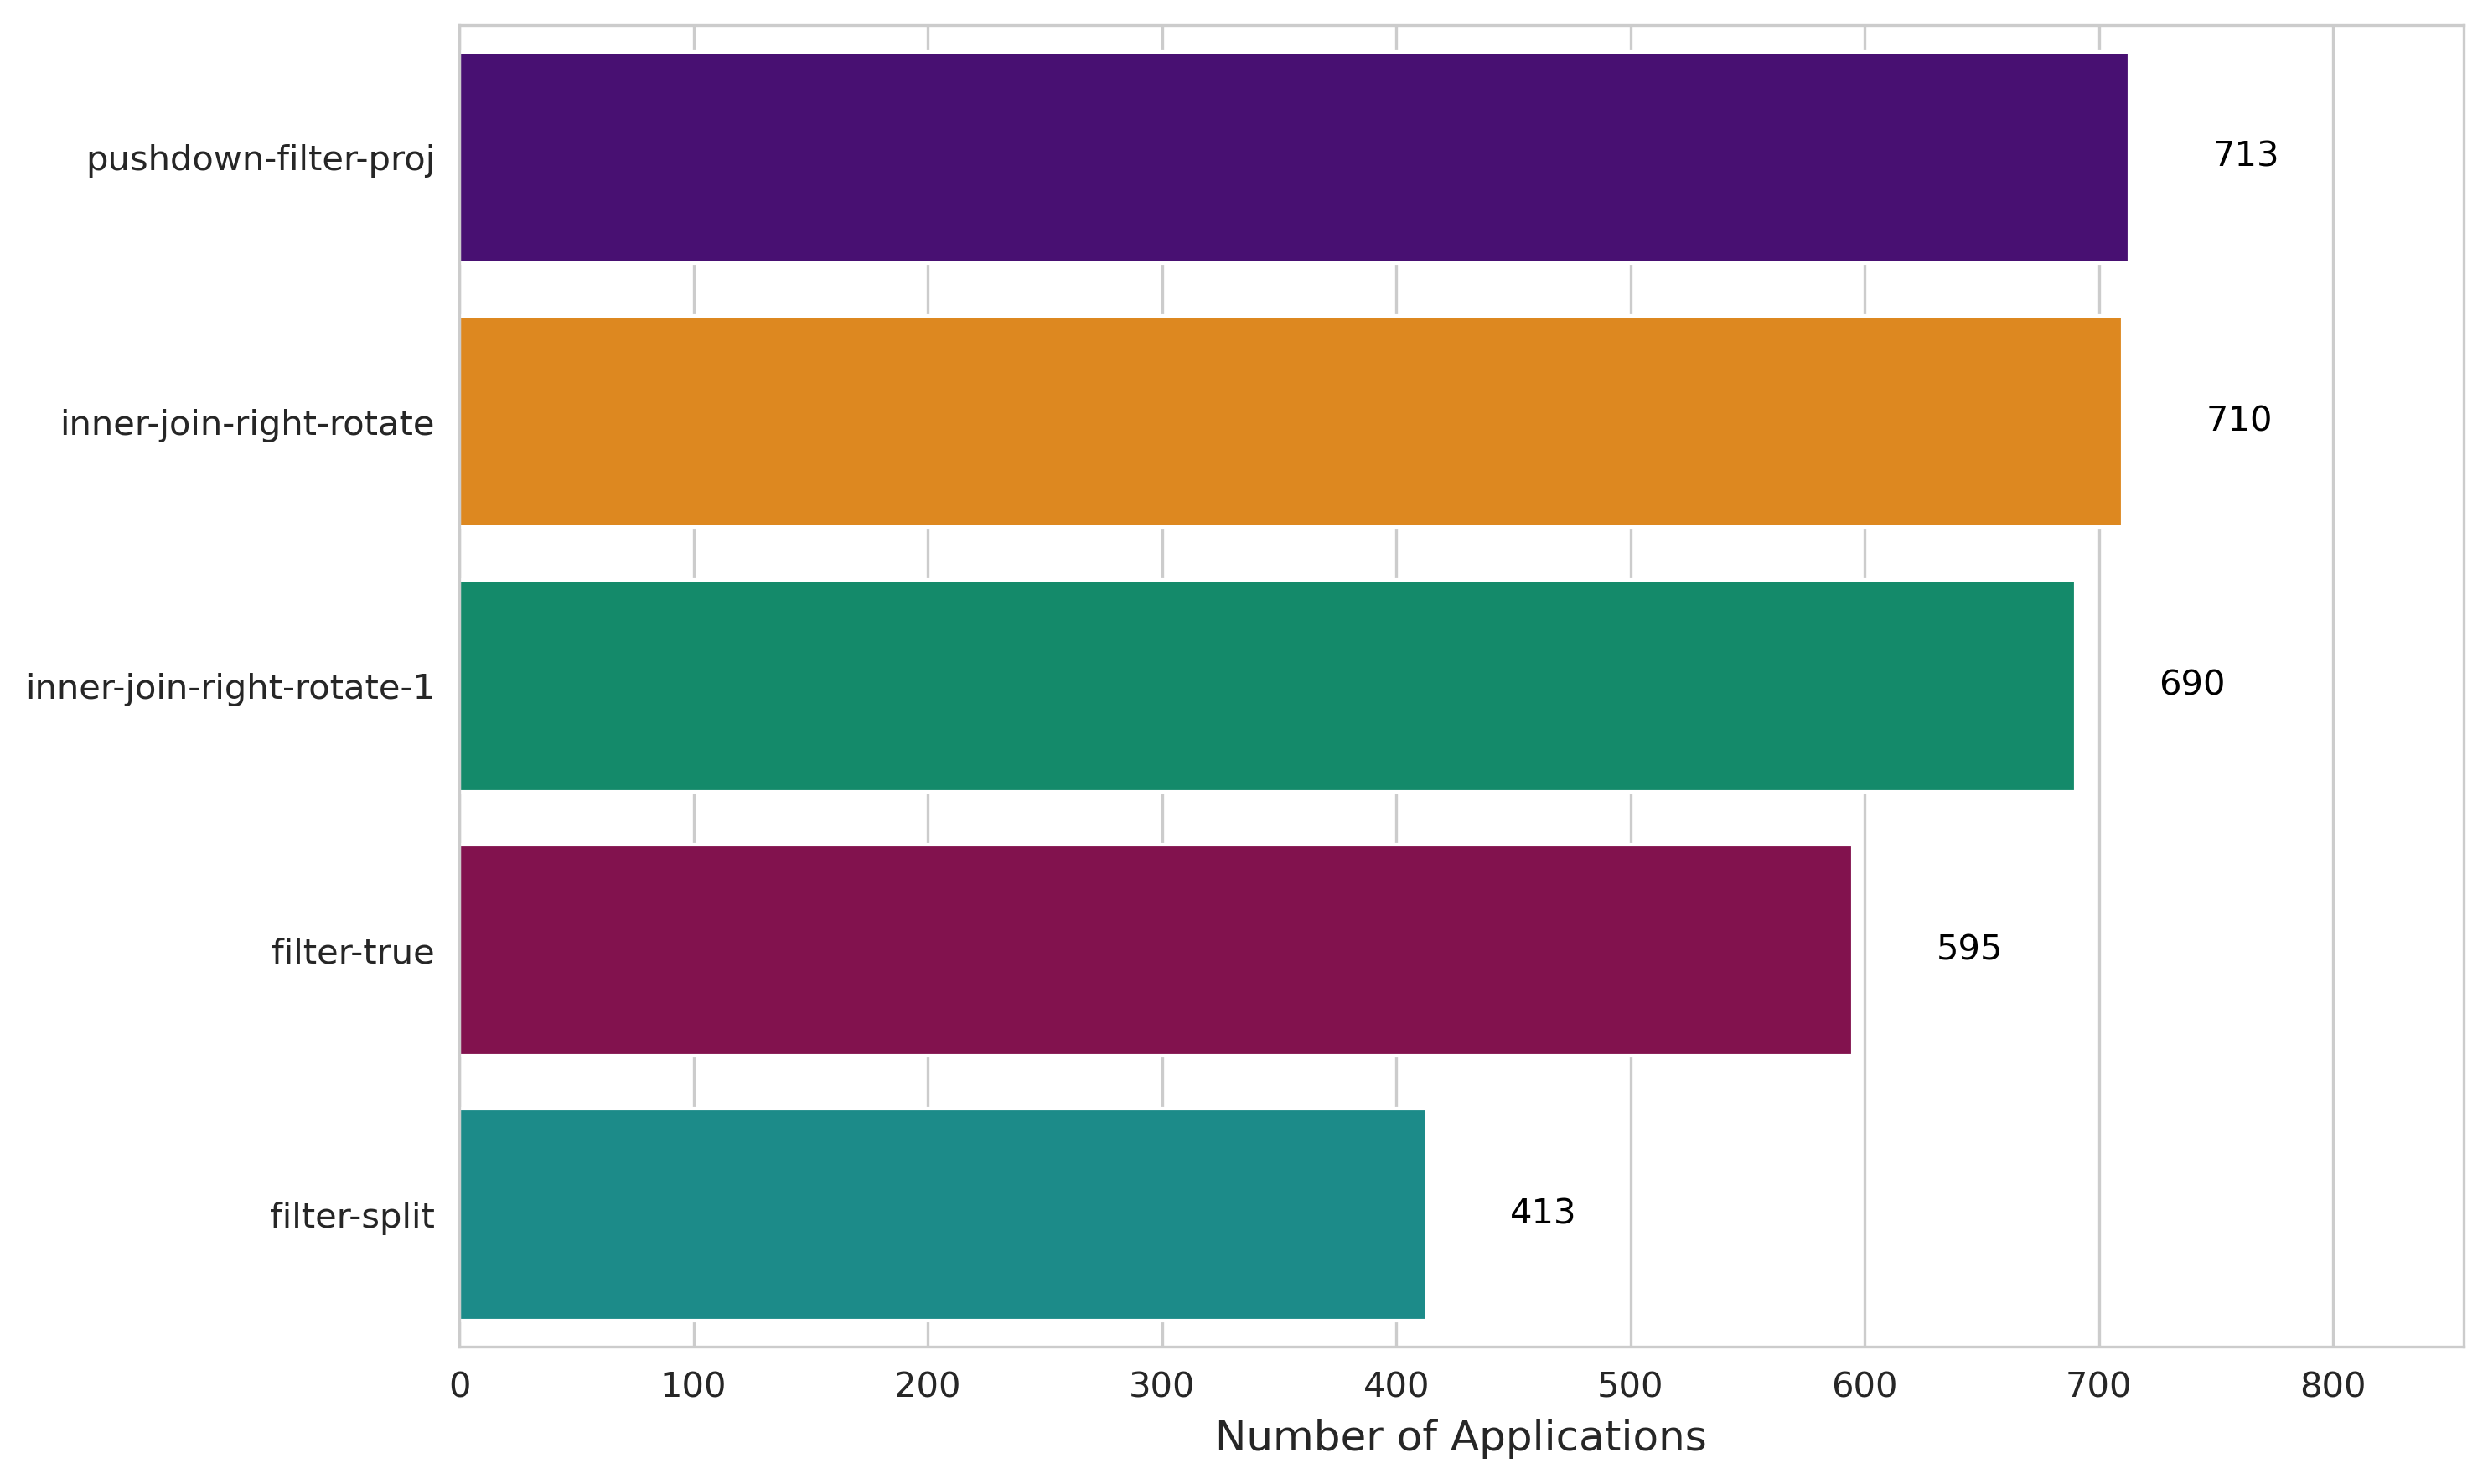 pushdown-filter-proj
713
inner-join-right-rotate
710
inner-join-right-rotate-1
690
filter-true
595
filter-split
413
0 100 200 300 400 500 600 700 800
Number of Applications